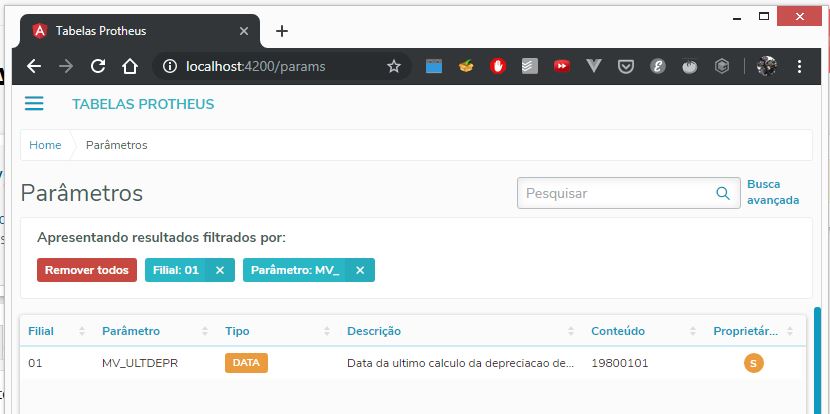 Tabelas Protheus
localhost:4200/params
TABELAS PROTHEUS
Home Parâmetros
Parâmetros
Pesquisar
Busca
avançada
Apresentando resultados filtrados por:
Remover todos Filial: 01 Parâmetro: MV_
Filial Parâmetro Tipo Descrição Conteúdo Proprietár...
01 MV_ULTDEPR DATA Data da ultimo calculo da depreciacao de... 19800101 S